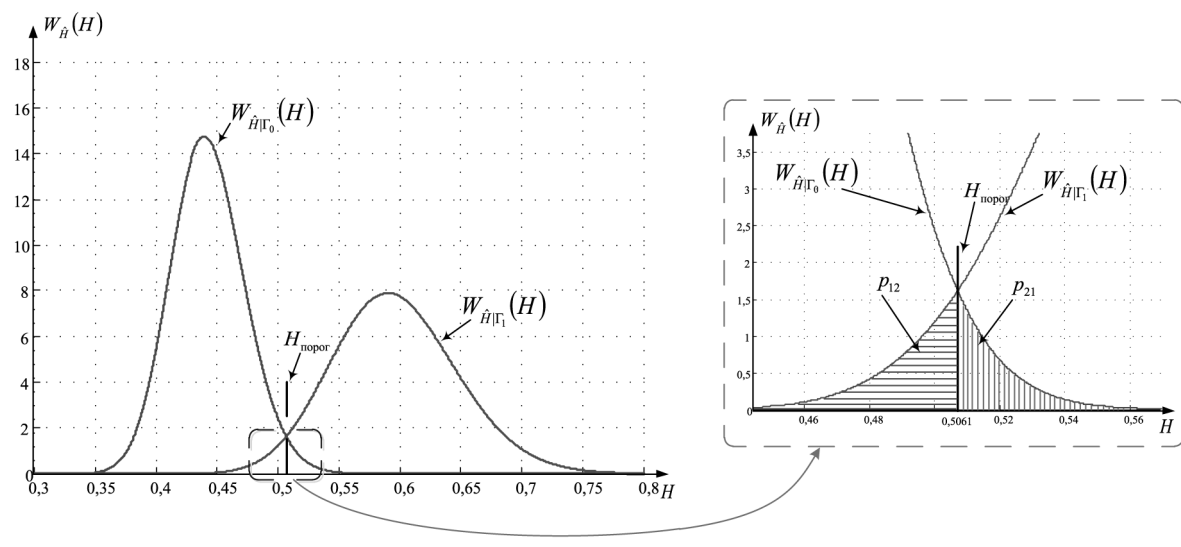 W_Ĥ(H)
18
16
14
12
10
8
6
4
2
0
W_Ĥ|Γ₀(H)
W_Ĥ|Γ₁(H)
H_порог
0,3 0,35 0,4 0,45 0,5 0,55 0,6 0,65 0,7 0,75 0,8 H
W_Ĥ(H)
3,5
3
2,5
2
1,5
1
0,5
0
W_Ĥ|Γ₀(H)
H_порог
W_Ĥ|Γ₁(H)
p₁₂
p₂₁
0,46 0,48 0,5061 0,52 0,54 0,56 H